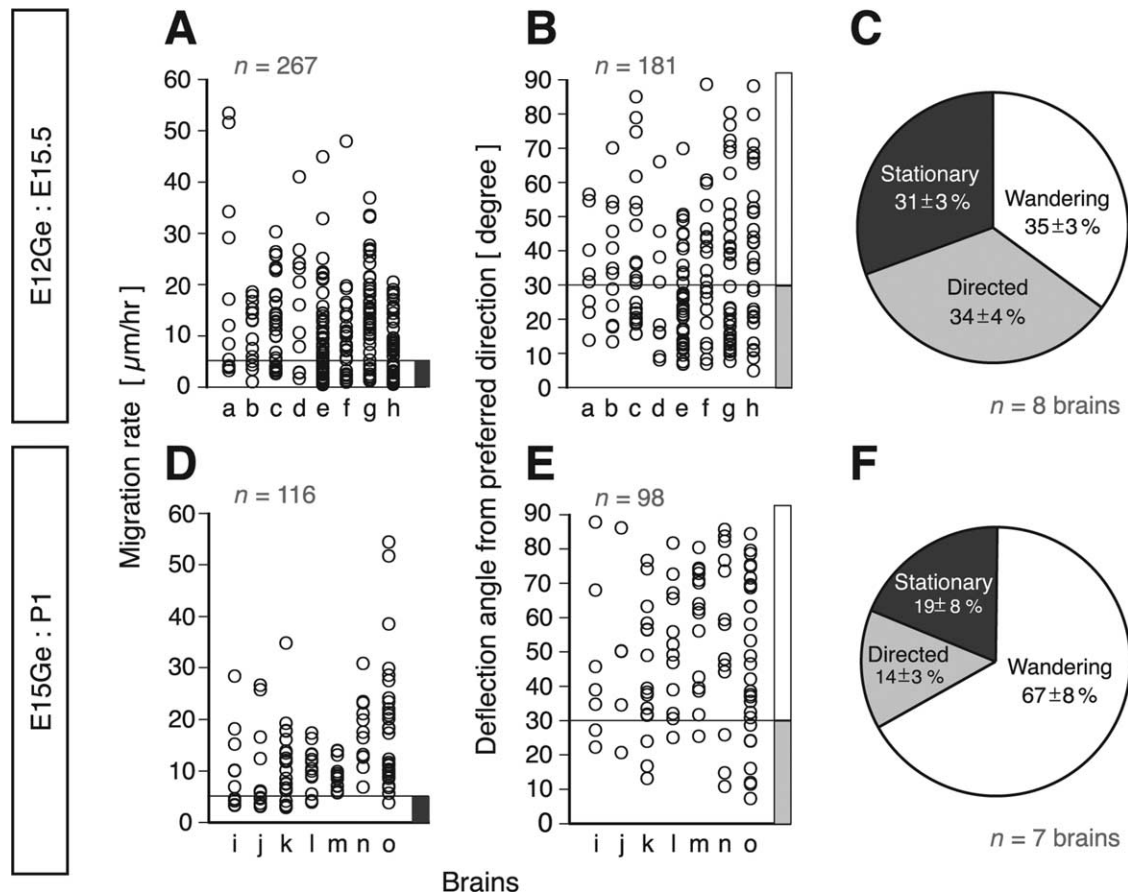 E12Ge : E15.5
A
n = 267
Migration rate [ μm/hr ]
60
50
40
30
20
10
0
a b c d e f g h
B
n = 181
Deflection angle from preferred direction [ degree ]
90
80
70
60
50
40
30
20
10
0
a b c d e f g h
C
Stationary
31±3 %
Wandering
35±3 %
Directed
34±4 %
n = 8 brains
E15Ge : P1
D
n = 116
60
50
40
30
20
10
0
i j k l m n o
E
n = 98
90
80
70
60
50
40
30
20
10
0
i j k l m n o
F
Stationary
19± 8 %
Directed
14±3 %
Wandering
67±8 %
n = 7 brains
Brains